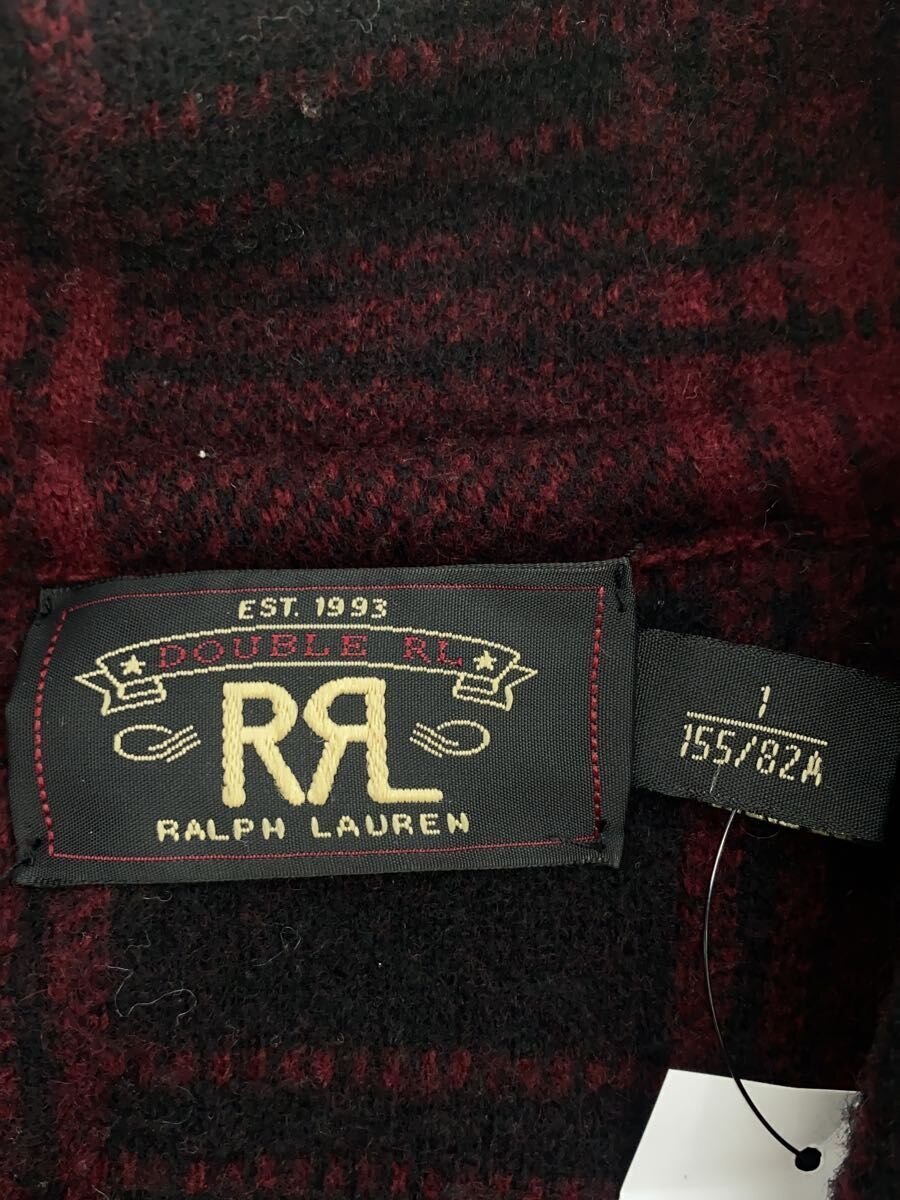 EST. 1993
DOUBLE RL
RRL
RALPH LAUREN
1
155/82A